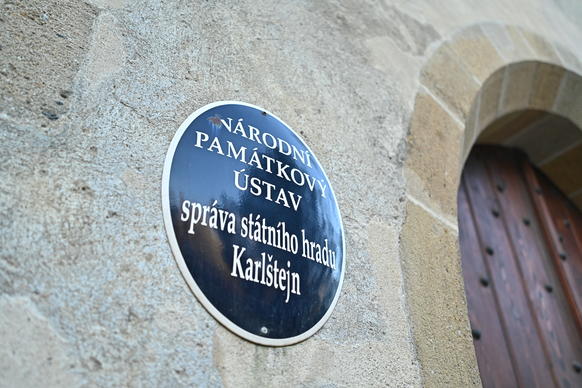 NÁRODNÍ
PAMÁTKOVÝ
ÚSTAV
správa státního hradu
Karlštejn